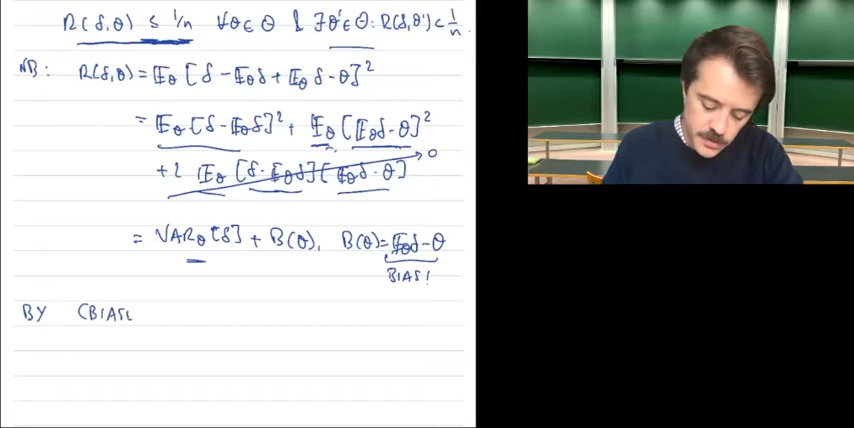 R(δ,θ) ≤ 1/n ∀θ∈Θ & ∃θ'∈Θ: R(δ,θ') < 1/n.
NB: R(δ,θ) = E_θ [δ - E_θδ + E_θδ - θ]²
= E_θ [δ - E_θδ]² + E_θ [E_θδ - θ]²
+ 2 E_θ [δ - E_θδ][E_θδ - θ] → 0
= VAR_θ [δ] + B(θ), B(θ) = E_θδ - θ
BIAS!
BY (BIASE